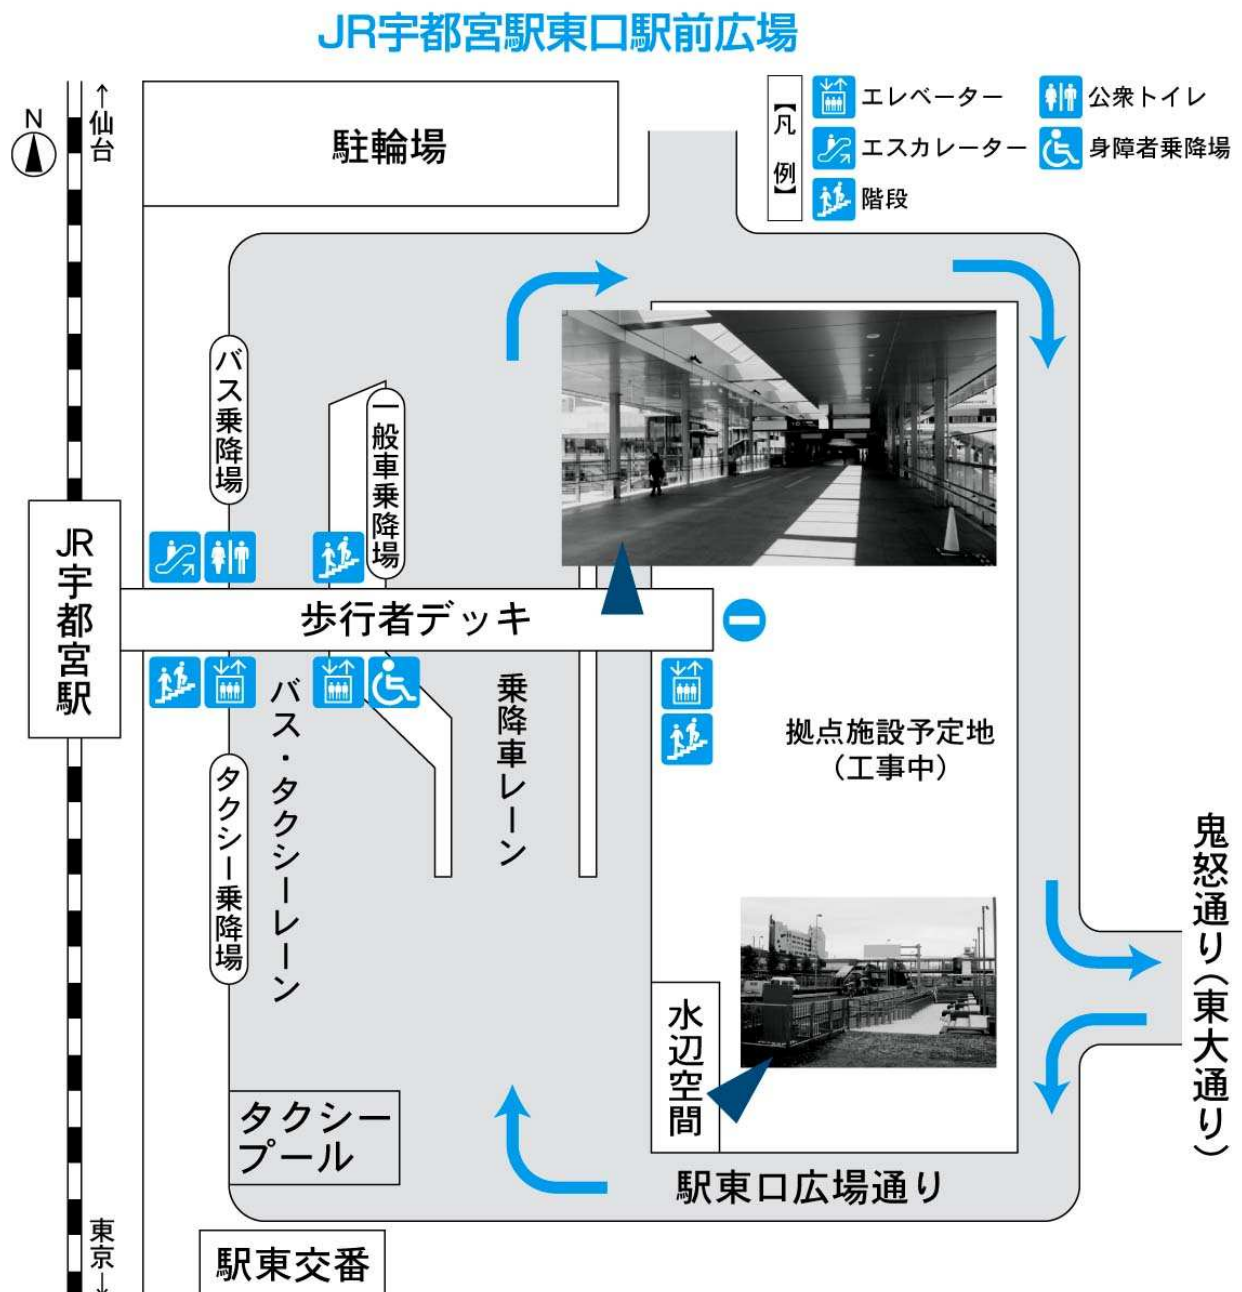 JR宇都宮駅東口駅前広場
N
↑仙台
駐輪場
【凡例】
エレベーター
公衆トイレ
エスカレーター
身障者乗降場
階段
バス乗降場
一般車乗降場
JR宇都宮駅
歩行者デッキ
バス・タクシーレーン
乗降車レーン
タクシー乗降場
拠点施設予定地
(工事中)
鬼怒通り(東大通り)
水辺空間
タクシー
プール
駅東口広場通り
駅東交番
東京→